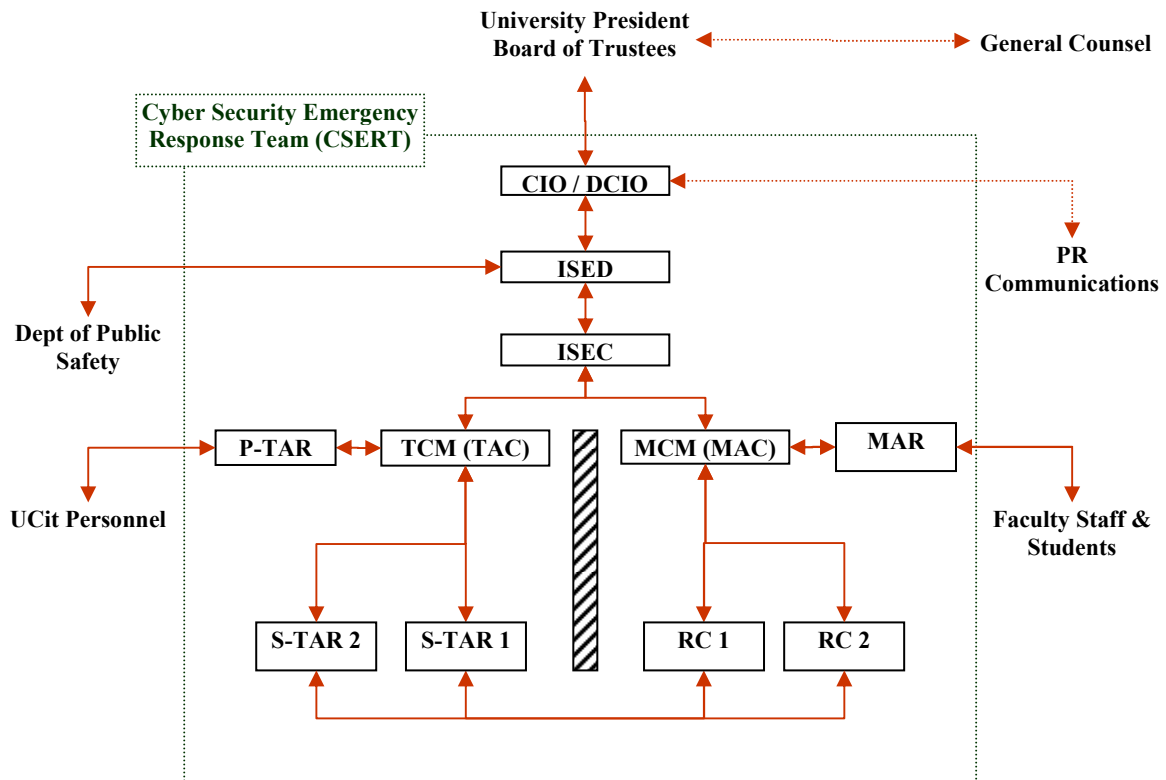 University President
Board of Trustees
General Counsel
Cyber Security Emergency
Response Team (CSERT)
CIO / DCIO
ISED
PR
Communications
Dept of Public
Safety
ISEC
P-TAR
TCM (TAC)
MCM (MAC)
MAR
UCit Personnel
Faculty Staff &
Students
S-TAR 2
S-TAR 1
RC 1
RC 2